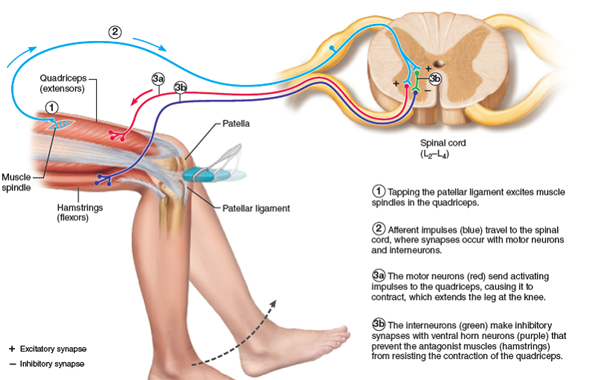 2
Quadriceps
(extensors)
3a
3b
1
Patella
+
+
3b
–
Spinal cord
(L2–L4)
Muscle
spindle
Hamstrings
(flexors)
Patellar ligament
1 Tapping the patellar ligament excites muscle
spindles in the quadriceps.
2 Afferent impulses (blue) travel to the spinal
cord, where synapses occur with motor neurons
and interneurons.
3a The motor neurons (red) send activating
impulses to the quadriceps, causing it to
contract, which extends the leg at the knee.
3b The interneurons (green) make inhibitory
synapses with ventral horn neurons (purple) that
prevent the antagonist muscles (hamstrings)
from resisting the contraction of the quadriceps.
+ Excitatory synapse
– Inhibitory synapse